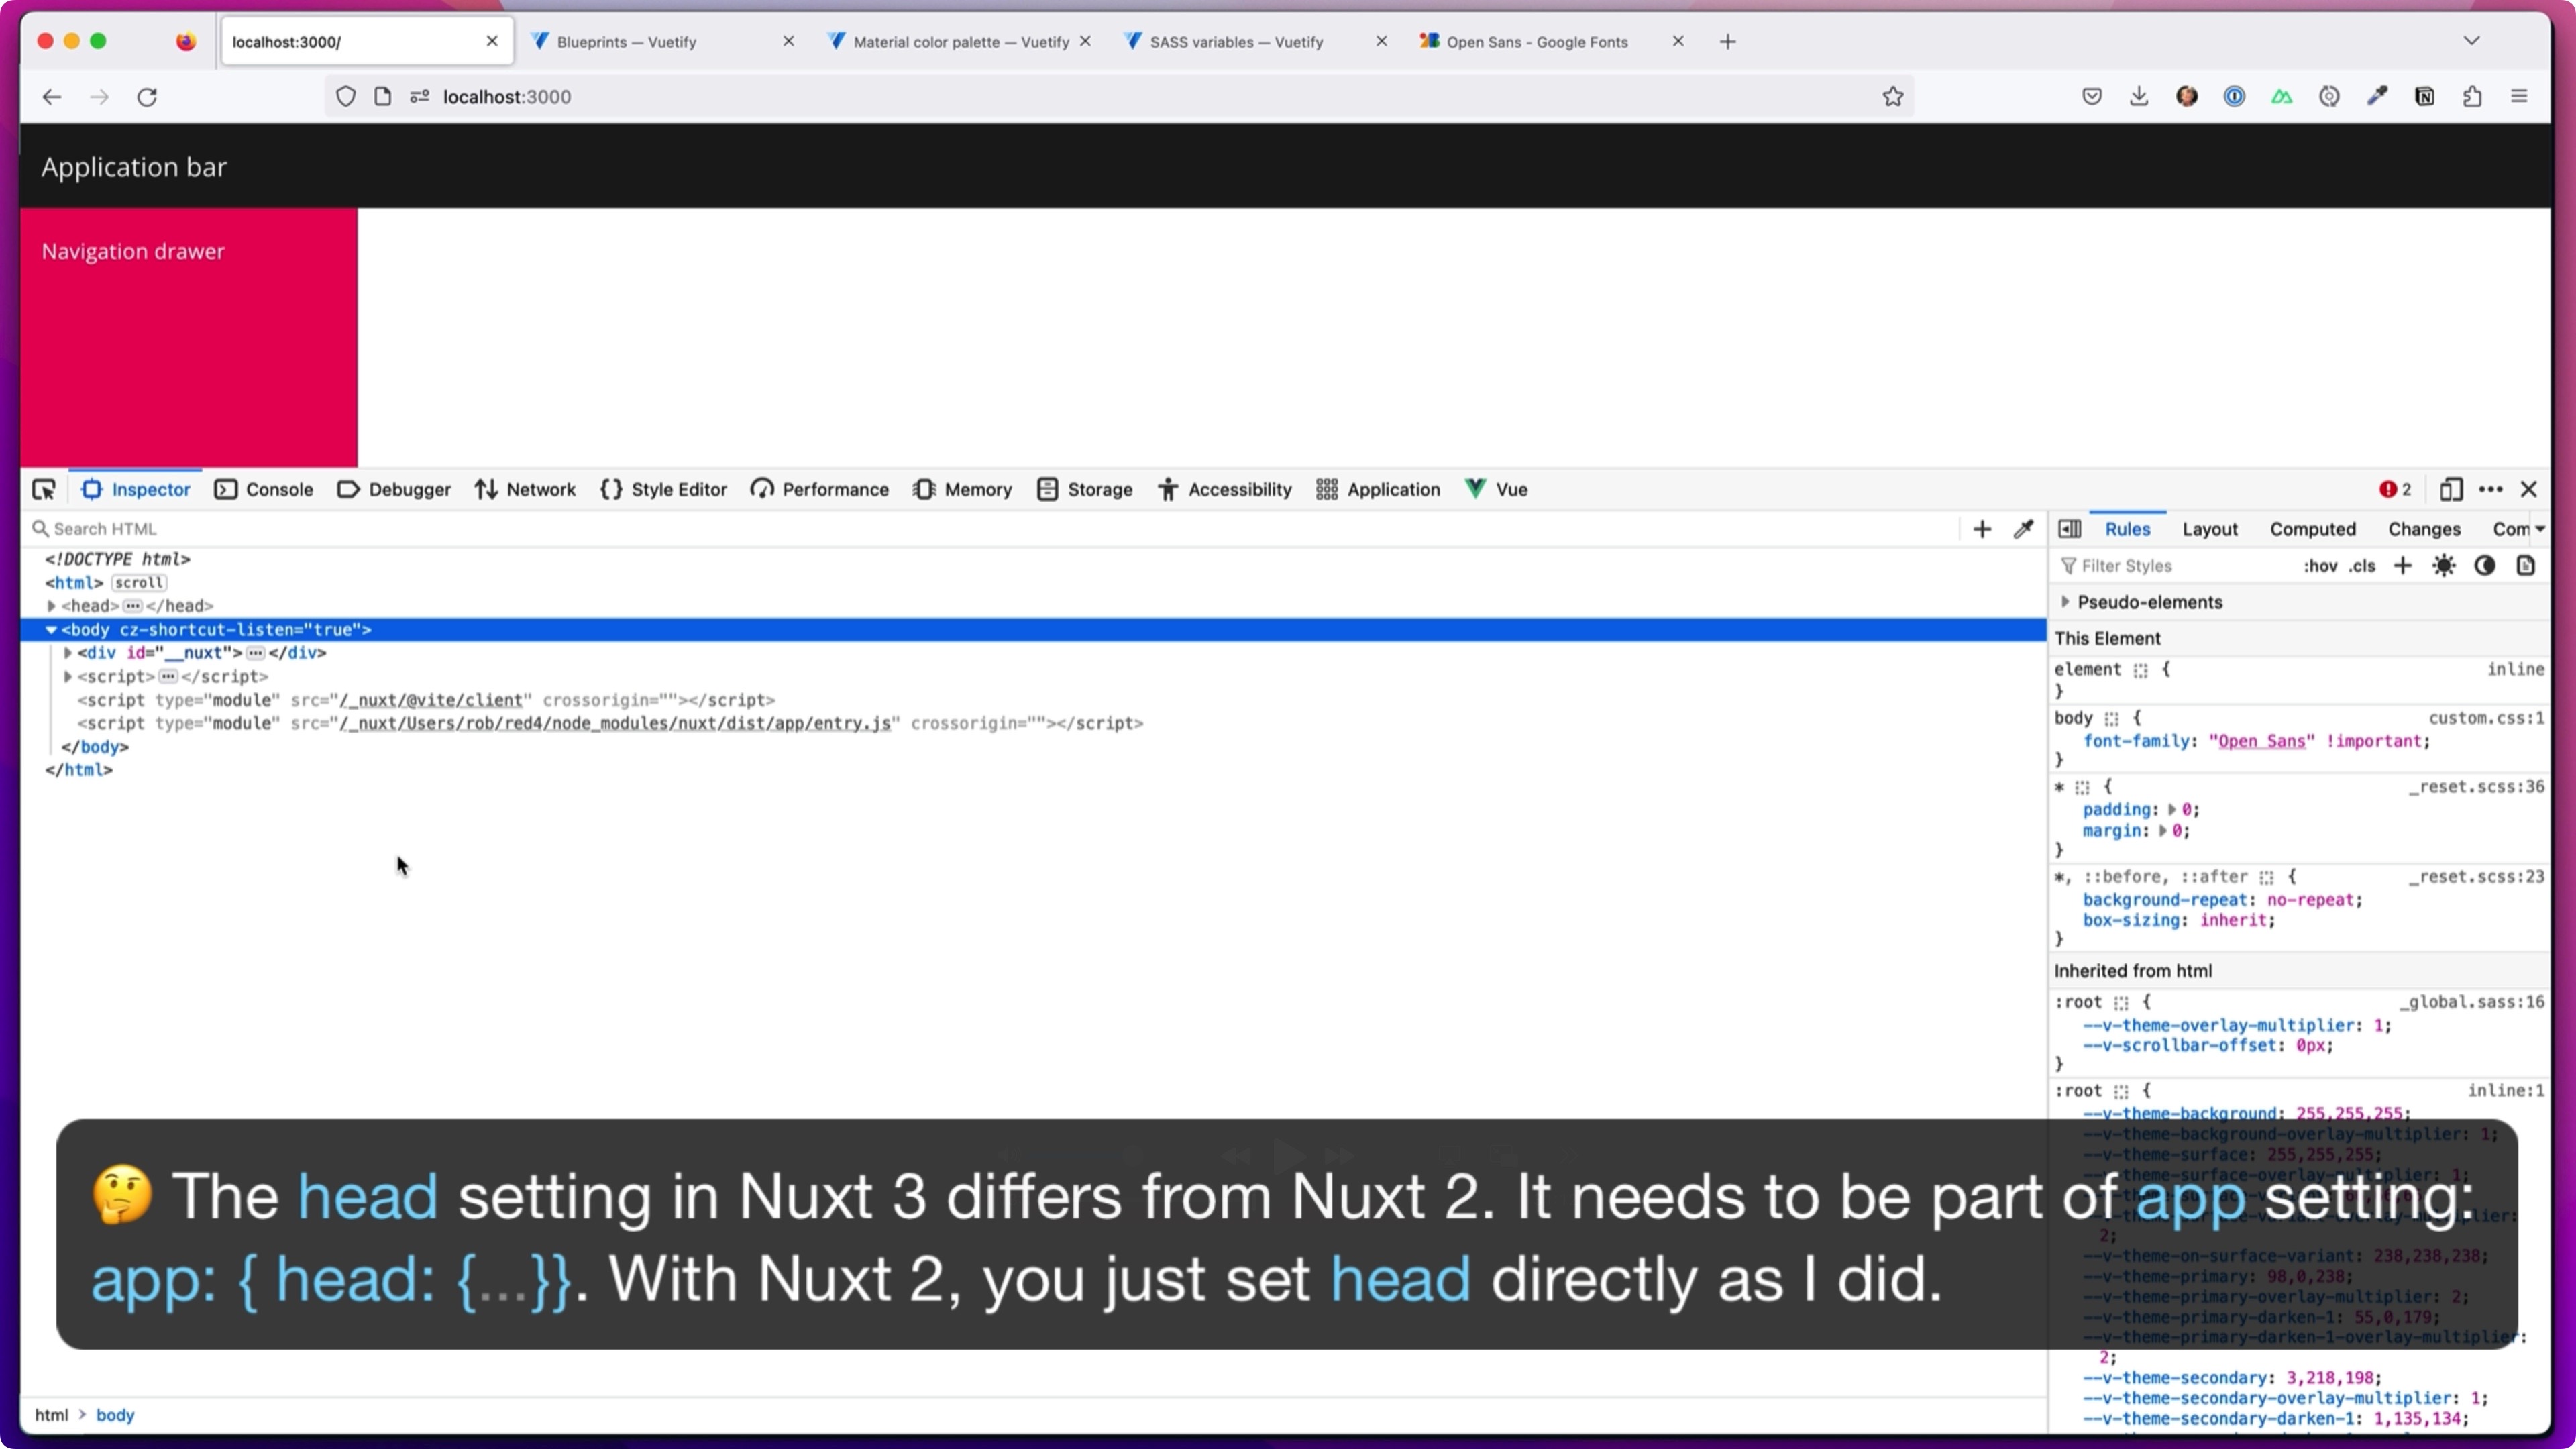 localhost:3000/
Blueprints — Vuetify
Material color palette — Vuetify
SASS variables — Vuetify
Open Sans - Google Fonts
localhost:3000
Application bar
Navigation drawer
Inspector Console Debugger Network Style Editor Performance Memory Storage Accessibility Application Vue 2
Search HTML
<!DOCTYPE html>
<html> scroll
<head> ••• </head>
<body cz-shortcut-listen="true">
<div id="__nuxt"> ••• </div>
<script> ••• </script>
<script type="module" src="/_nuxt/@vite/client" crossorigin=""></script>
<script type="module" src="/_nuxt/Users/rob/red4/node_modules/nuxt/dist/app/entry.js" crossorigin=""></script>
</body>
</html>
html > body
Rules Layout Computed Changes Com
Filter Styles :hov .cls
Pseudo-elements
This Element
element { inline
}
body { custom.css:1
font-family: "Open Sans" !important;
}
* { _reset.scss:36
padding: 0;
margin: 0;
}
*, ::before, ::after { _reset.scss:23
background-repeat: no-repeat;
box-sizing: inherit;
}
Inherited from html
:root { _global.sass:16
--v-theme-overlay-multiplier: 1;
--v-scrollbar-offset: 0px;
}
:root { inline:1
--v-theme-background: 255,255,255;
--v-theme-background-overlay-multiplier: 1;
--v-theme-surface: 255,255,255;
--v-theme-surface-overlay-multiplier: 1;
2;
--v-theme-on-surface-variant: 238,238,238;
--v-theme-primary: 98,0,238;
--v-theme-primary-overlay-multiplier: 2;
--v-theme-primary-darken-1: 55,0,179;
--v-theme-primary-darken-1-overlay-multiplier:
2;
--v-theme-secondary: 3,218,198;
--v-theme-secondary-overlay-multiplier: 1;
--v-theme-secondary-darken-1: 1,135,134;
🤔 The head setting in Nuxt 3 differs from Nuxt 2. It needs to be part of app setting:
app: { head: {...}}. With Nuxt 2, you just set head directly as I did.